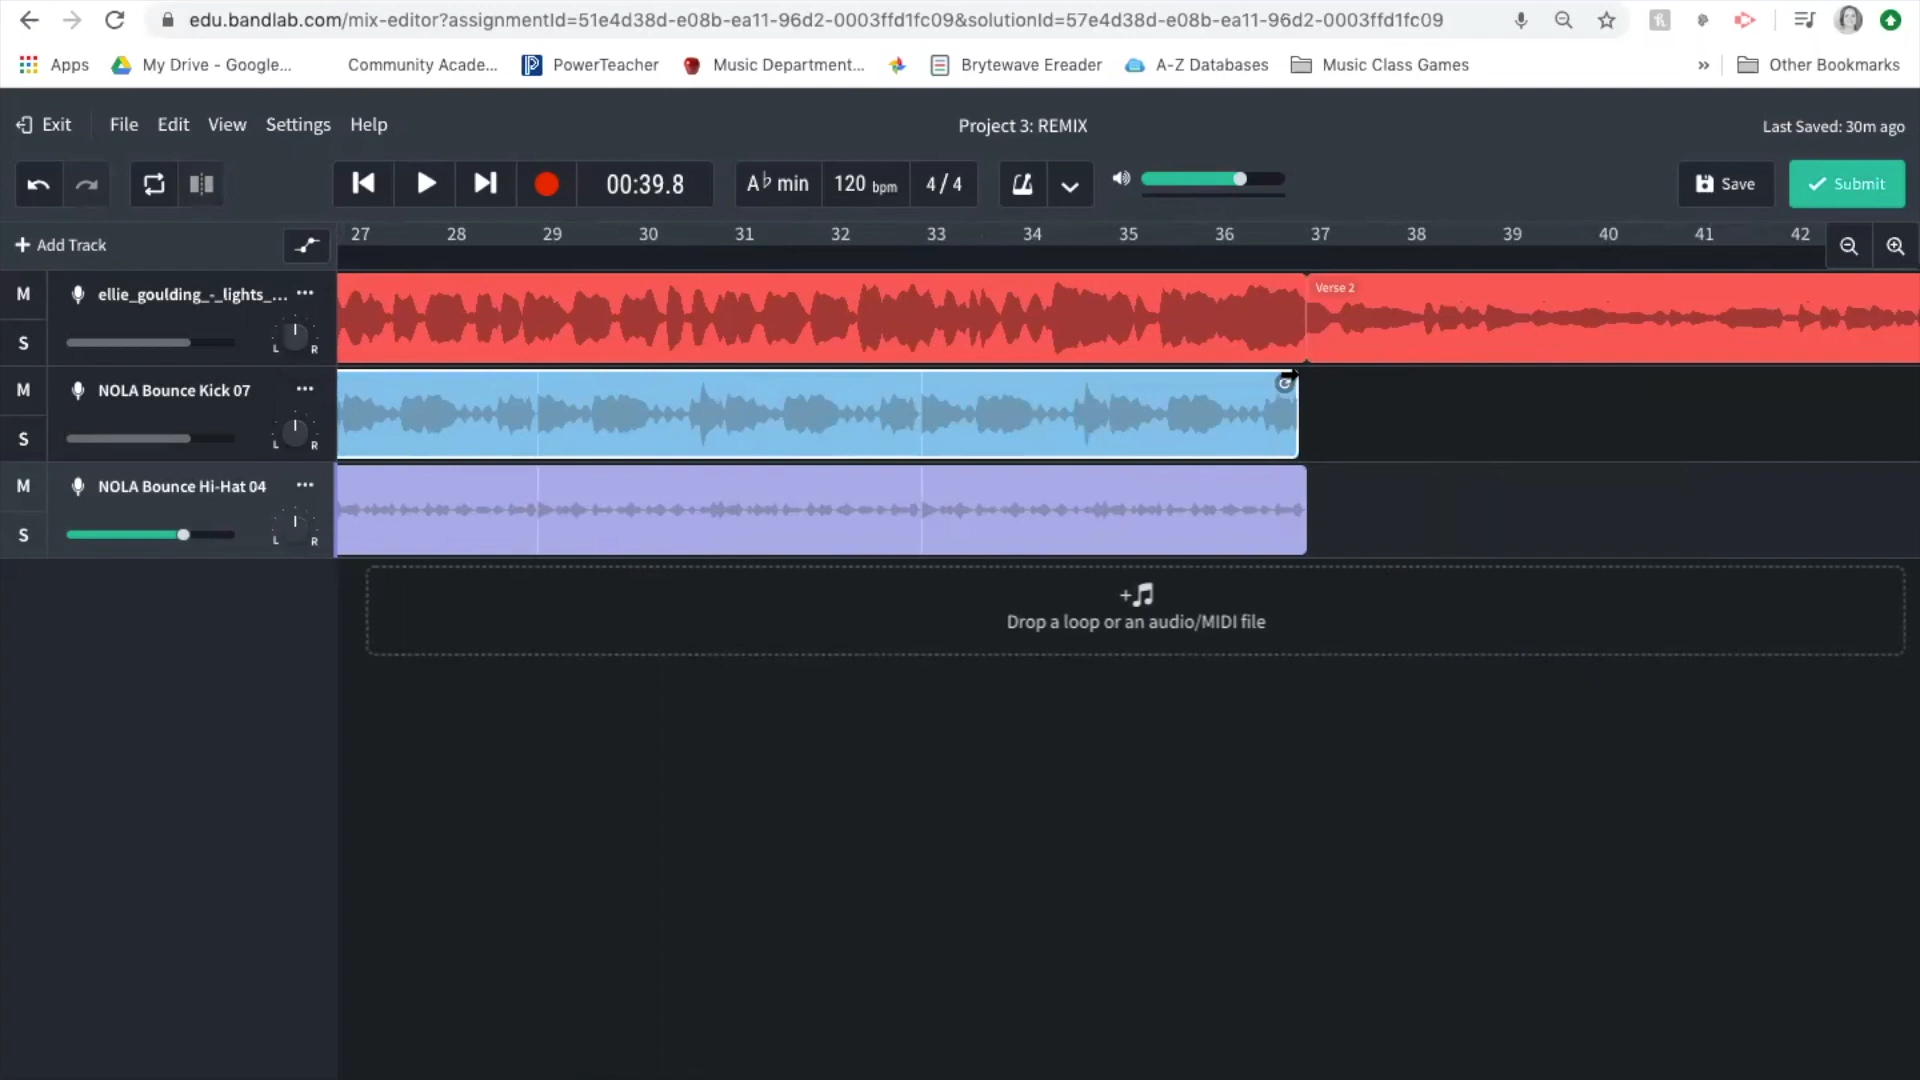 edu.bandlab.com/mix-editor?assignmentId=51e4d38d-e08b-ea11-96d2-0003ffd1fc09&solutionId=57e4d38d-e08b-ea11-96d2-0003ffd1fc09
Apps My Drive - Google... Community Acade... PowerTeacher Music Department... Brytewave Ereader A-Z Databases Music Class Games » Other Bookmarks
Exit File Edit View Settings Help Project 3: REMIX Last Saved: 30m ago
00:39.8 A♭ min 120 bpm 4/4 Save Submit
+ Add Track 27 28 29 30 31 32 33 34 35 36 37 38 39 40 41 42
M ellie_goulding_-_lights_... ••• Verse 2
S L R
M NOLA Bounce Kick 07 •••
S L R
M NOLA Bounce Hi-Hat 04 •••
S L R
Drop a loop or an audio/MIDI file